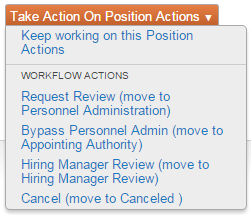 Take Action On Position Actions ▼
Keep working on this Position
Actions
WORKFLOW ACTIONS
Request Review (move to
Personnel Administration)
Bypass Personnel Admin (move to
Appointing Authority)
Hiring Manager Review (move to
Hiring Manager Review)
Cancel (move to Canceled )